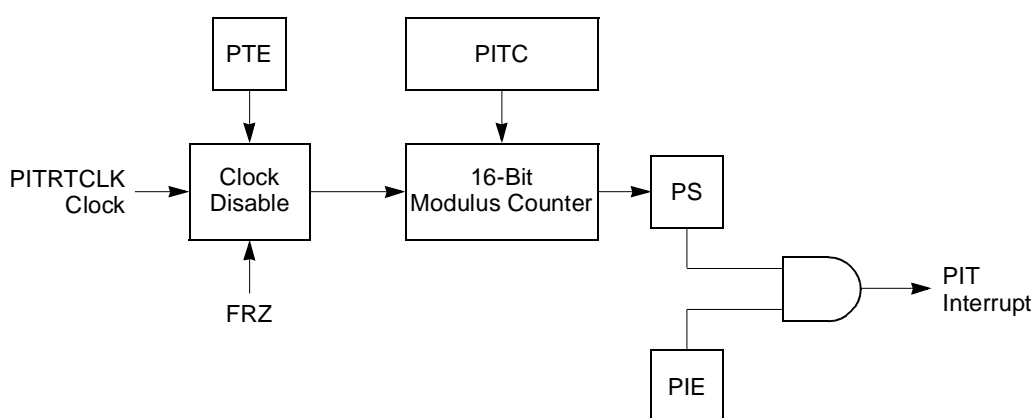 PTE
PITC
PITRTCLK
Clock
Clock
Disable
16-Bit
Modulus Counter
PS
FRZ
PIT
Interrupt
PIE